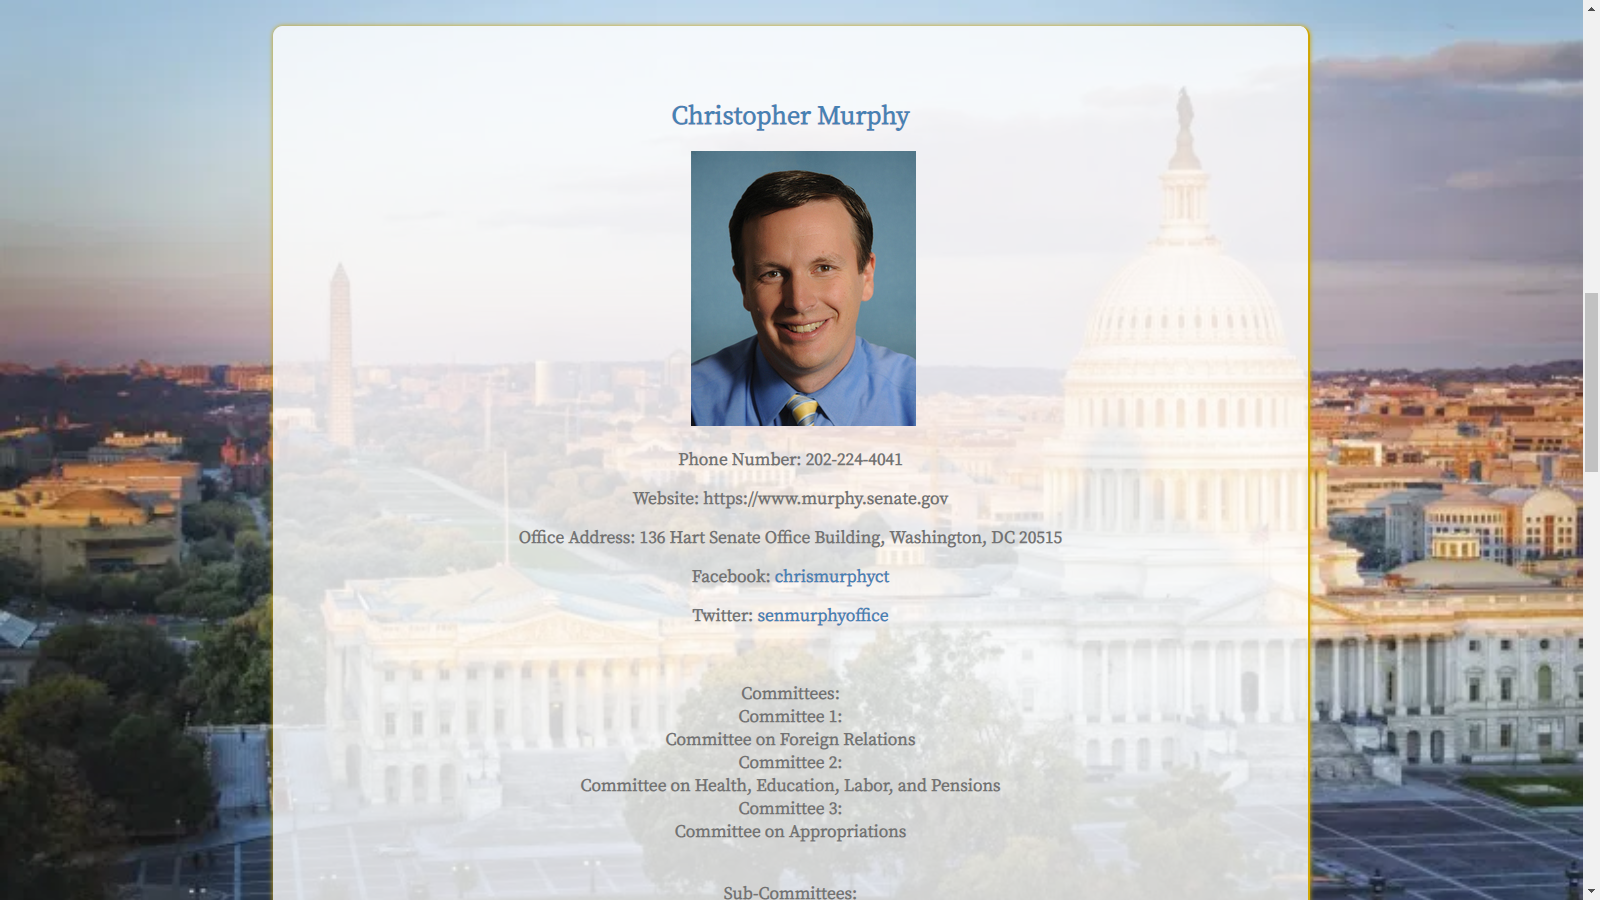 Christopher Murphy
Phone Number: 202-224-4041
Website: https://www.murphy.senate.gov
Office Address: 136 Hart Senate Office Building, Washington, DC 20515
Facebook: chrismurphyct
Twitter: senmurphyoffice
Committees:
Committee 1:
Committee on Foreign Relations
Committee 2:
Committee on Health, Education, Labor, and Pensions
Committee 3:
Committee on Appropriations
Sub-Committees: